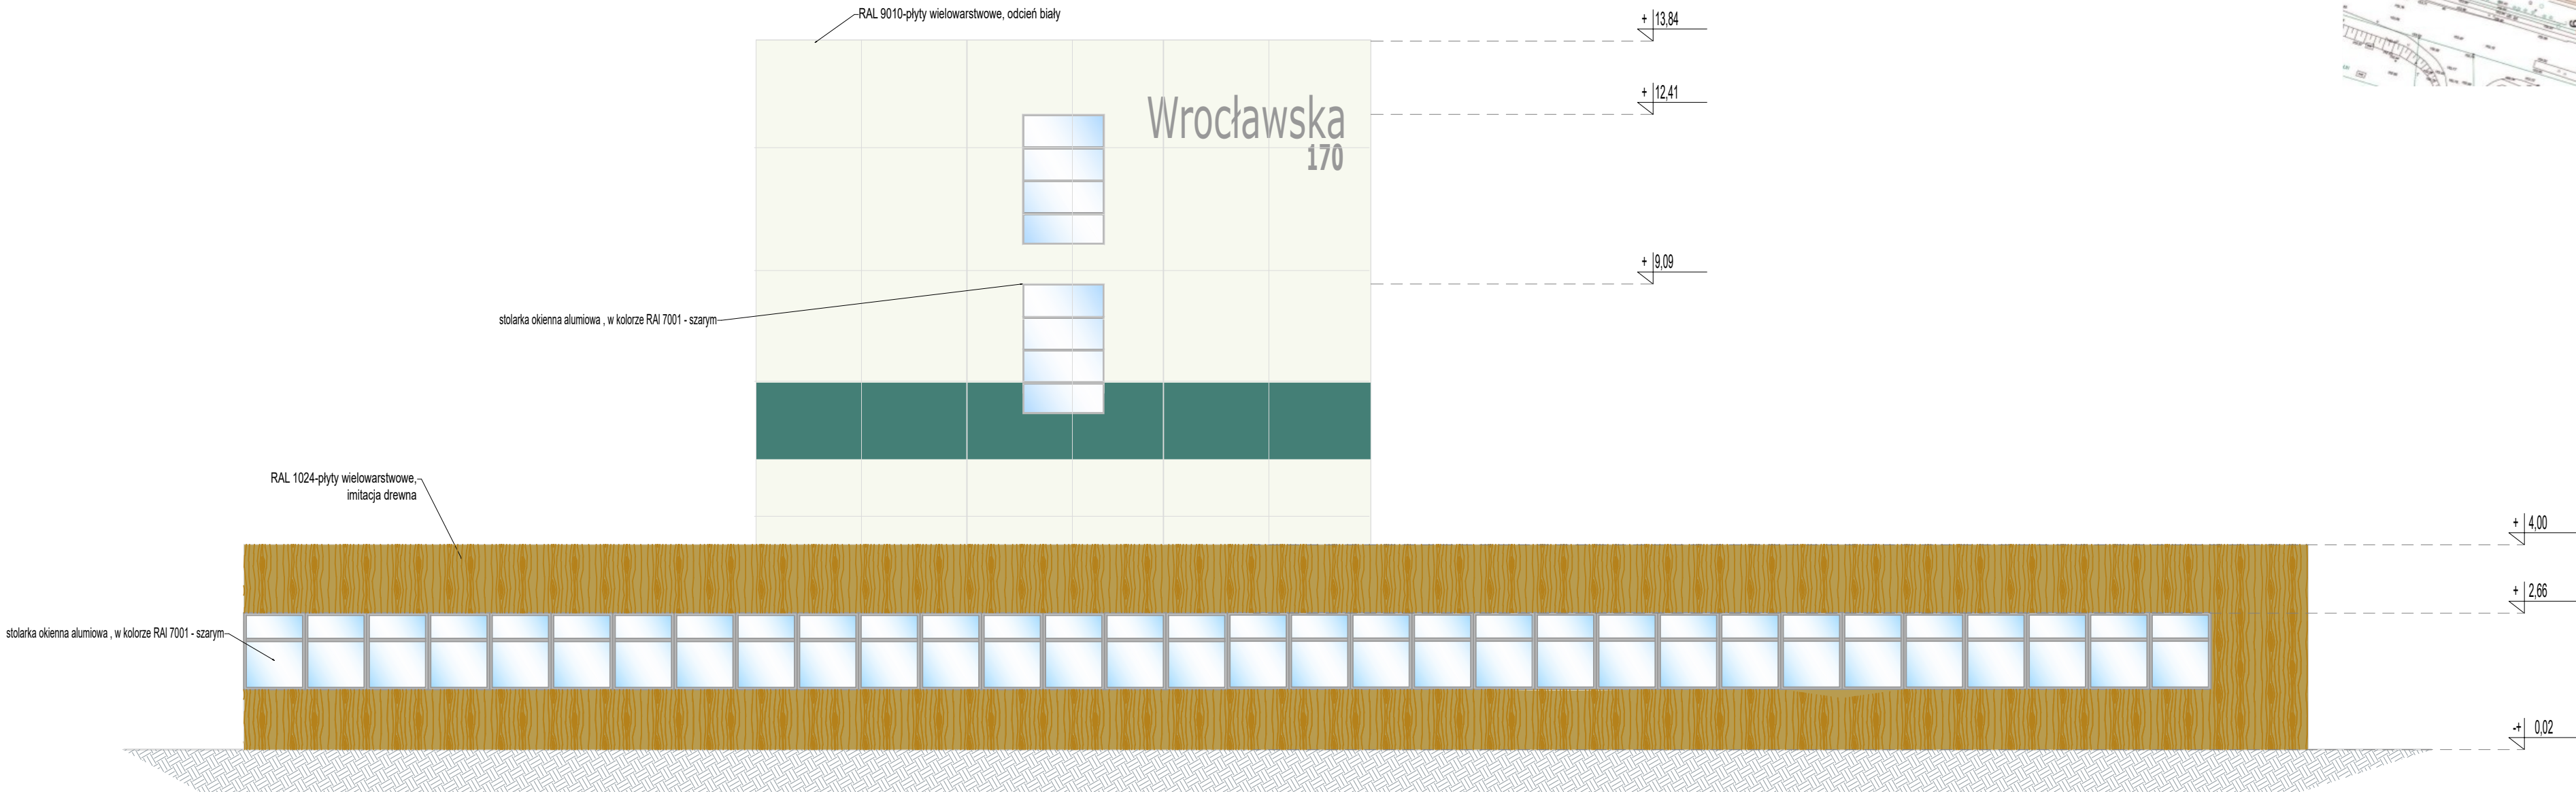 RAL 9010-płyty wielowarstwowe, odcień biały
+ 13,84
+ 12,41
Wrocławska
170
+ 9,09
stolarka okienna alumiowa , w kolorze RAl 7001 - szarym
RAL 1024-płyty wielowarstwowe,
imitacja drewna
+ 4,00
+ 2,66
stolarka okienna alumiowa , w kolorze RAl 7001 - szarym
-+ 0,02